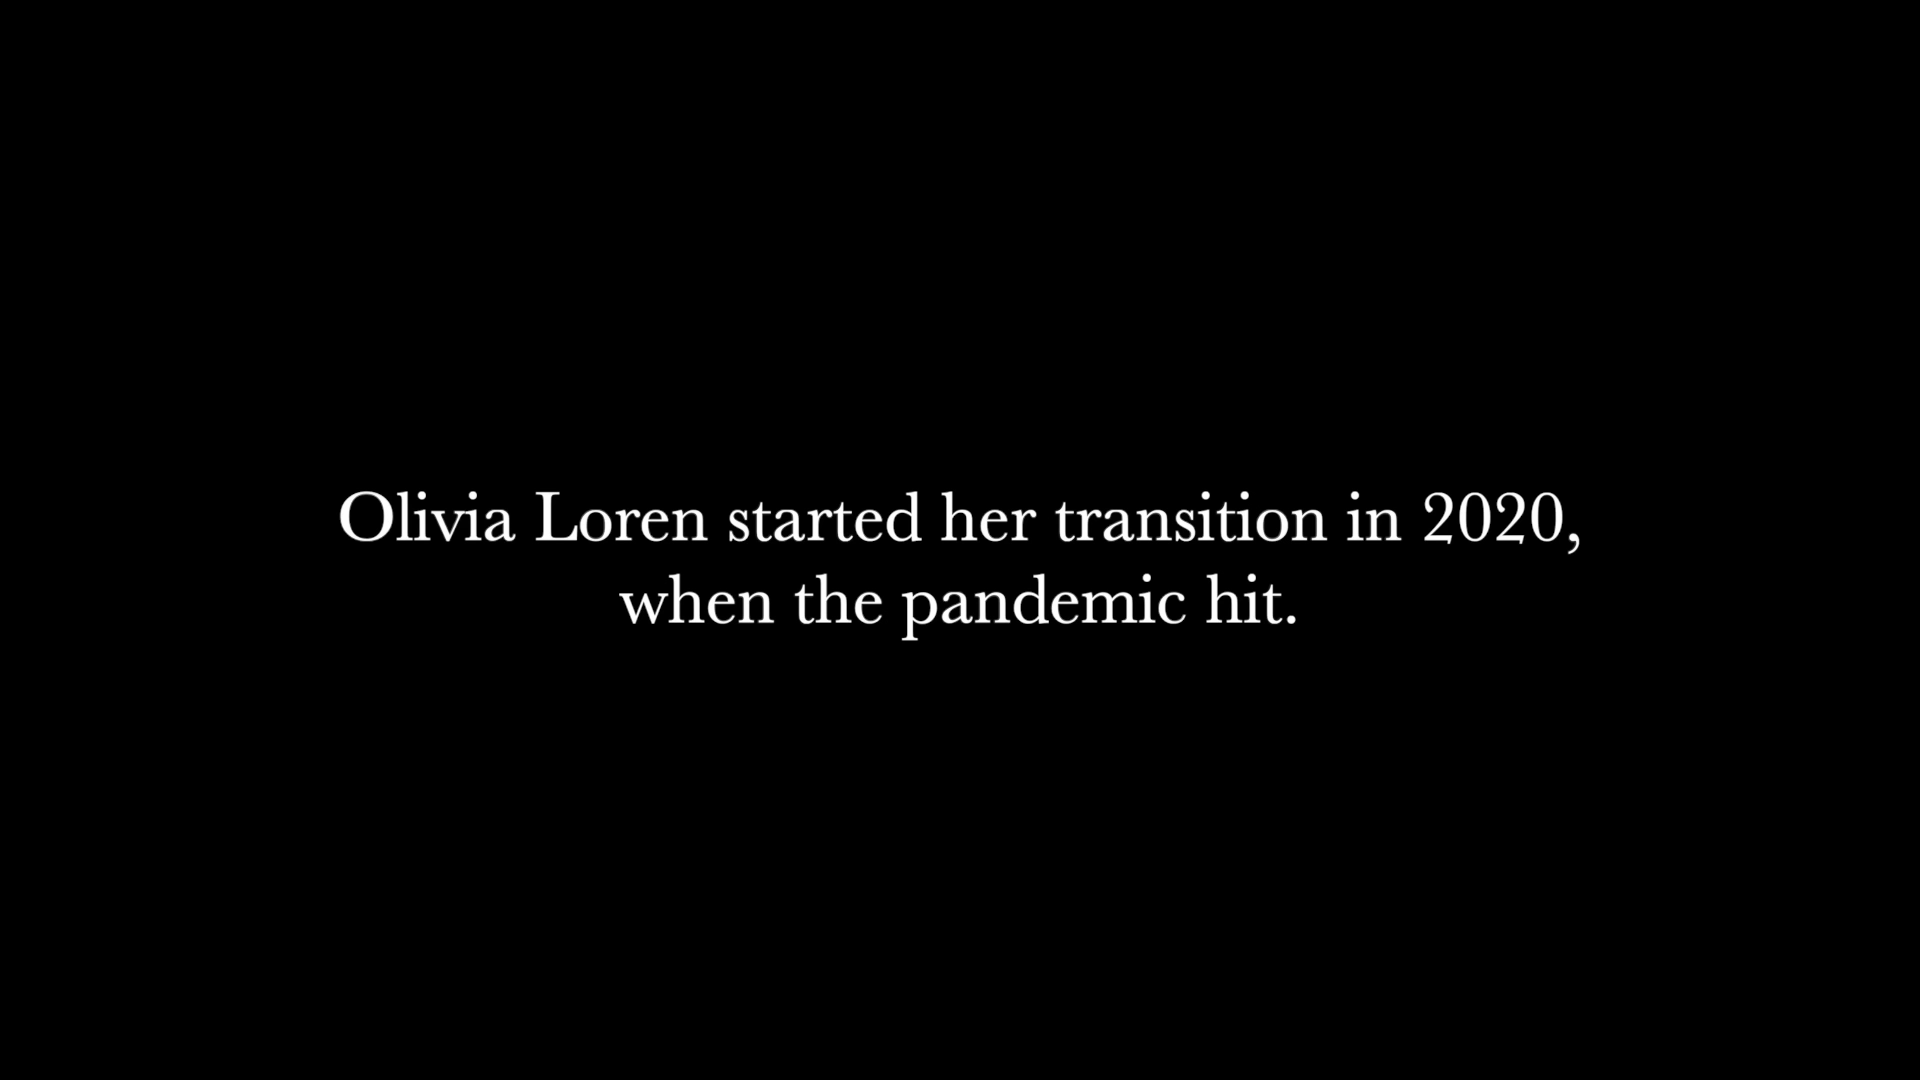 Olivia Loren started her transition in 2020,
when the pandemic hit.